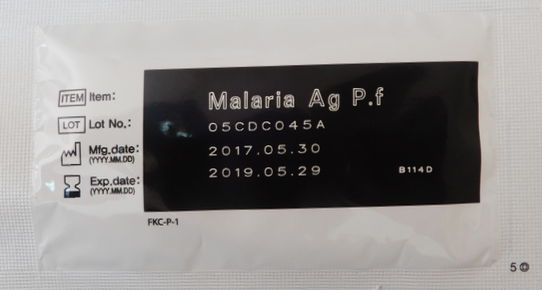 ITEM Item: Malaria Ag P.f
LOT Lot No.: 05CDC045A
Mfg.date: 2017.05.30
(YYYY.MM.DD)
Exp.date: 2019.05.29 B114D
(YYYY.MM.DD)
FKC-P-1
5